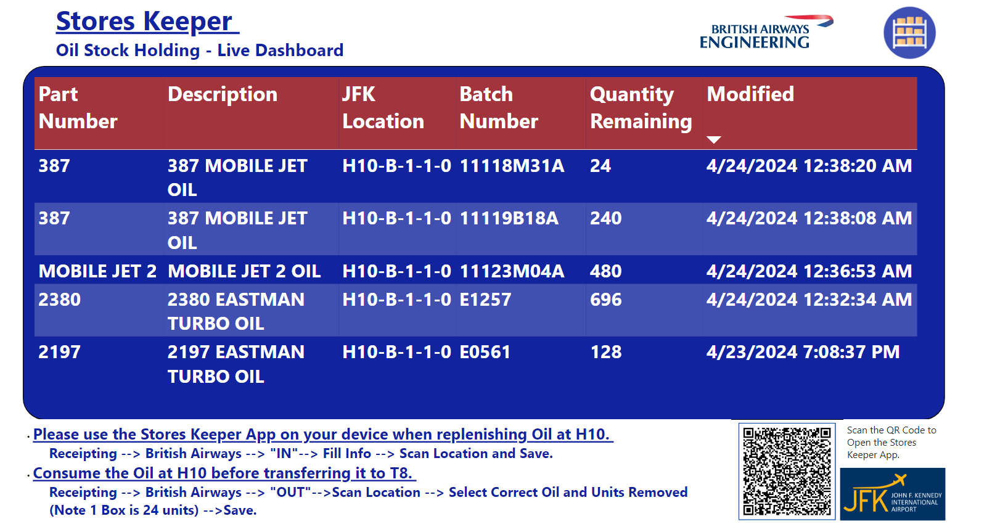 Stores Keeper
Oil Stock Holding - Live Dashboard
BRITISH AIRWAYS
ENGINEERING
Part Number Description JFK Location Batch Number Quantity Remaining Modified
387 387 MOBILE JET OIL H10-B-1-1-0 11118M31A 24 4/24/2024 12:38:20 AM
387 387 MOBILE JET OIL H10-B-1-1-0 11119B18A 240 4/24/2024 12:38:08 AM
MOBILE JET 2 MOBILE JET 2 OIL H10-B-1-1-0 11123M04A 480 4/24/2024 12:36:53 AM
2380 2380 EASTMAN TURBO OIL H10-B-1-1-0 E1257 696 4/24/2024 12:32:34 AM
2197 2197 EASTMAN TURBO OIL H10-B-1-1-0 E0561 128 4/23/2024 7:08:37 PM
· Please use the Stores Keeper App on your device when replenishing Oil at H10.
Receipting --> British Airways --> "IN"--> Fill Info --> Scan Location and Save.
· Consume the Oil at H10 before transferring it to T8.
Receipting --> British Airways --> "OUT"-->Scan Location --> Select Correct Oil and Units Removed
(Note 1 Box is 24 units) -->Save.
Scan the QR Code to
Open the Stores
Keeper App.
JFK
JOHN F. KENNEDY
INTERNATIONAL
AIRPORT